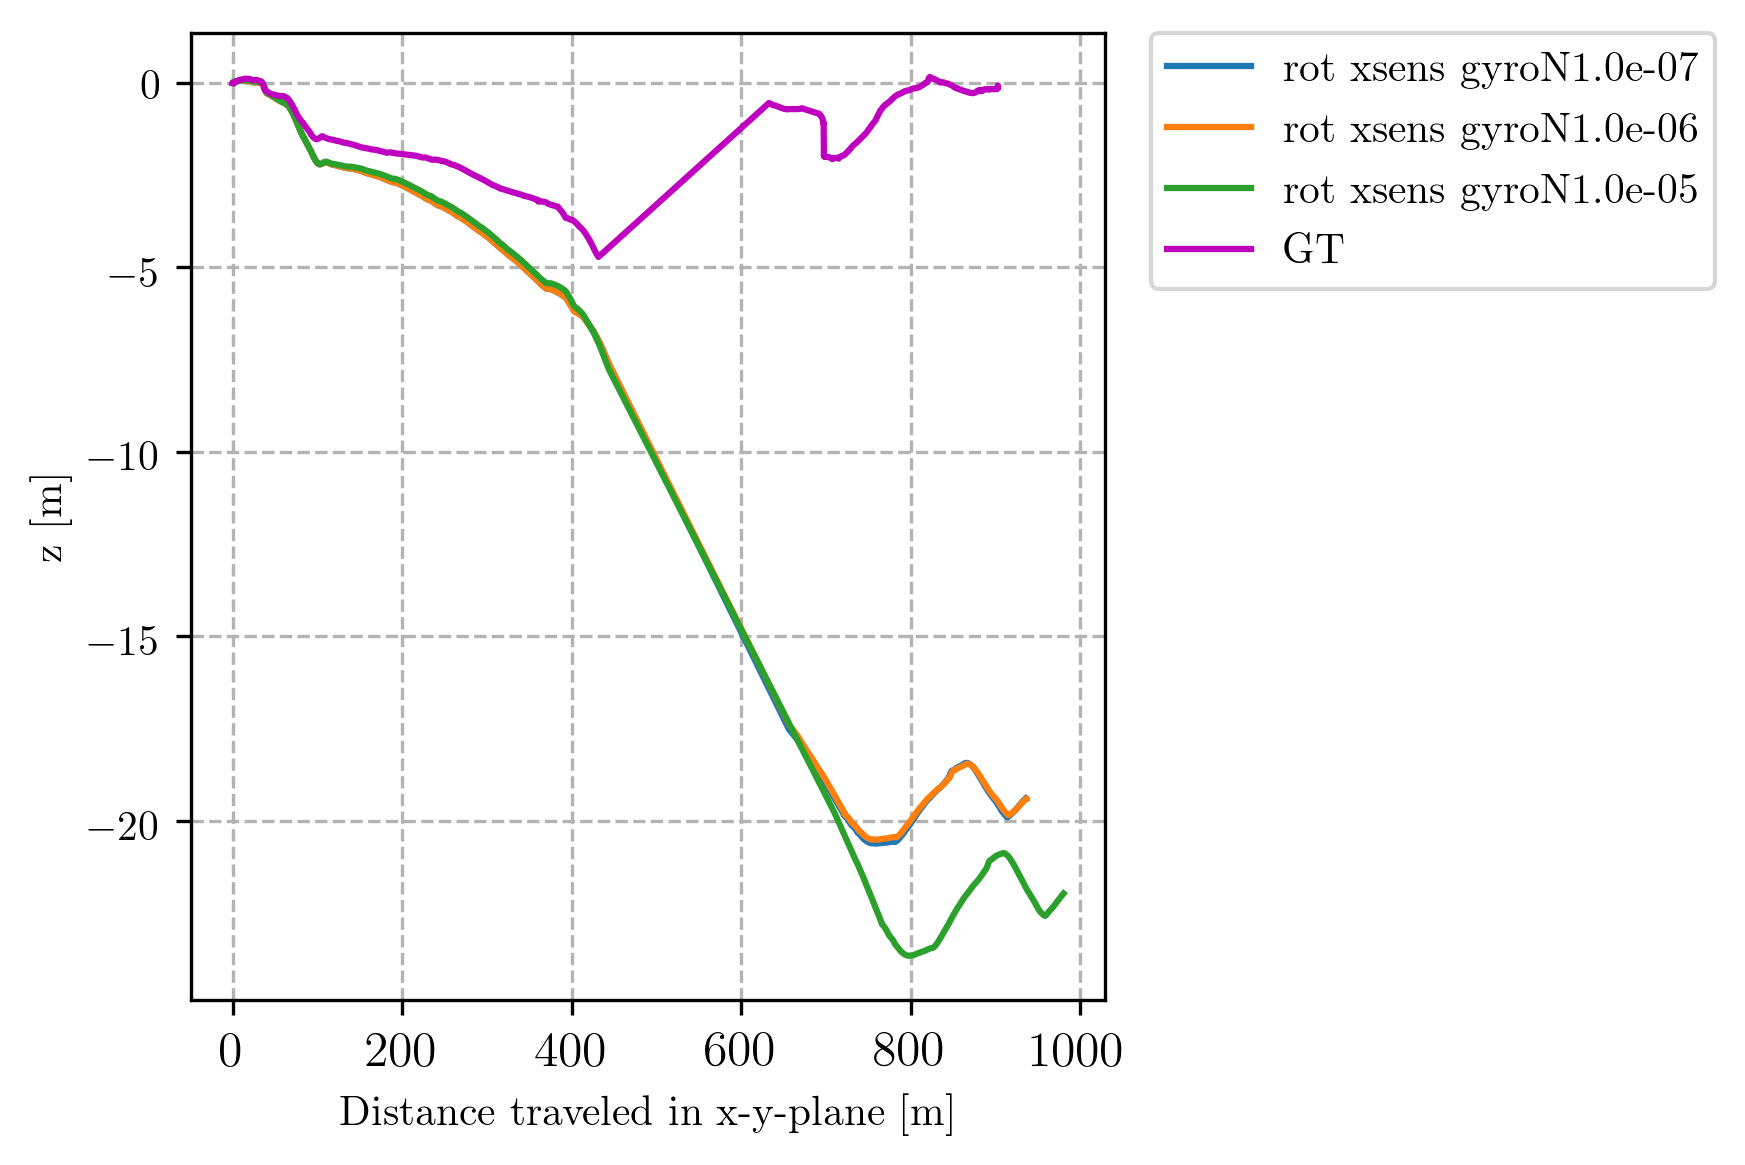 rot xsens gyroN1.0e-07
rot xsens gyroN1.0e-06
rot xsens gyroN1.0e-05
GT
0
−5
−10
−15
−20
z [m]
0 200 400 600 800 1000
Distance traveled in x-y-plane [m]